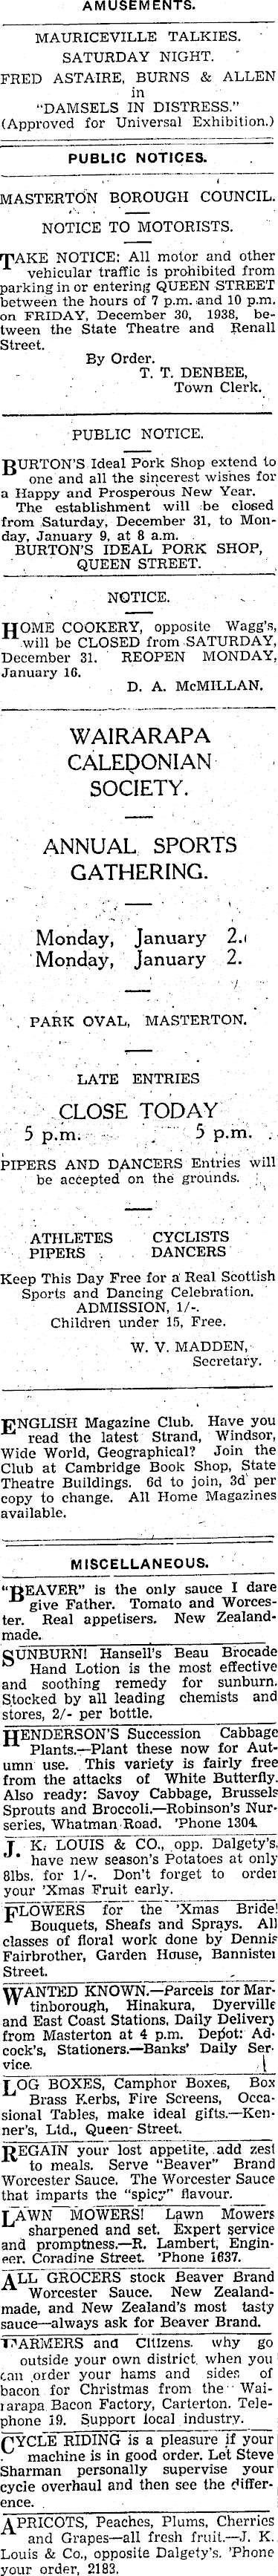 AMUSEMENTS.
MAURICEVILLE TALKIES.
SATURDAY NIGHT.
FRED ASTAIRE, BURNS & ALLEN
in
"DAMSELS IN DISTRESS."
(Approved for Universal Exhibition.)
PUBLIC NOTICES.
MASTERTON BOROUGH COUNCIL.
NOTICE TO MOTORISTS.
TAKE NOTICE: All motor and other
vehicular traffic is prohibited from
parking in or entering QUEEN STREET
between the hours of 7 p.m. and 10 p.m.
on FRIDAY, December 30, 1938, be-
tween the State Theatre and Renall
Street.
By Order.
T. T. DENBEE,
Town Clerk.
PUBLIC NOTICE.
BURTON'S Ideal Pork Shop extend to
one and all the sincerest wishes for
a Happy and Prosperous New Year.
The establishment will be closed
from Saturday, December 31, to Mon-
day, January 9, at 8 a.m.
BURTON'S IDEAL PORK SHOP,
QUEEN STREET.
NOTICE.
HOME COOKERY, opposite Wagg's,
will be CLOSED from SATURDAY,
December 31. REOPEN MONDAY,
January 16.
D. A. McMILLAN.
WAIRARAPA
CALEDONIAN
SOCIETY.
ANNUAL SPORTS
GATHERING.
Monday, January 2.
Monday, January 2.
PARK OVAL, MASTERTON.
LATE ENTRIES
CLOSE TODAY
5 p.m. 5 p.m.
PIPERS AND DANCERS Entries will
be accepted on the grounds.
ATHLETES CYCLISTS
PIPERS DANCERS
Keep This Day Free for a Real Scottish
Sports and Dancing Celebration.
ADMISSION, 1/-.
Children under 15, Free.
W. V. MADDEN,
Secretary.
ENGLISH Magazine Club. Have you
read the latest Strand, Windsor,
Wide World, Geographical? Join the
Club at Cambridge Book Shop, State
Theatre Buildings. 6d to join, 3d per
copy to change. All Home Magazines
available.
MISCELLANEOUS.
"BEAVER" is the only sauce I dare
give Father. Tomato and Worces-
ter. Real appetisers. New Zealand-
made.
SUNBURN! Hansell's Beau Brocade
Hand Lotion is the most effective
and soothing remedy for sunburn.
Stocked by all leading chemists and
stores, 2/- per bottle.
HENDERSON'S Succession Cabbage
Plants.—Plant these now for Aut-
umn use. This variety is fairly free
from the attacks of White Butterfly.
Also ready: Savoy Cabbage, Brussels
Sprouts and Broccoli.—Robinson's Nur-
series, Whatman Road. 'Phone 1304.
J. K. LOUIS & CO., opp. Dalgety's,
have new season's Potatoes at only
8lbs. for 1/-. Don't forget to order
your 'Xmas Fruit early.
FLOWERS for the 'Xmas Bride!
Bouquets, Sheafs and Sprays. All
classes of floral work done by Dennis
Fairbrother, Garden House, Bannister
Street.
WANTED KNOWN.—Parcels for Mar-
tinborough, Hinakura, Dyerville
and East Coast Stations, Daily Delivery
from Masterton at 4 p.m. Depot: Ad-
cock's, Stationers.—Banks' Daily Ser-
vice.
LOG BOXES, Camphor Boxes, Box
Brass Kerbs, Fire Screens, Occa-
sional Tables, make ideal gifts.—Ken-
ner's, Ltd., Queen Street.
REGAIN your lost appetite, add zest
to meals. Serve "Beaver" Brand
Worcester Sauce. The Worcester Sauce
that imparts the "spicy" flavour.
LAWN MOWERS! Lawn Mowers
sharpened and set. Expert service
and promptness.—R. Lambert, Engin-
eer. Coradine Street. 'Phone 1637.
ALL GROCERS stock Beaver Brand
Worcester Sauce. New Zealand-
made, and New Zealand's most tasty
sauce—always ask for Beaver Brand.
FARMERS and Citizens. why go
outside your own district when you
can order your hams and sides of
bacon for Christmas from the Wai-
rarapa Bacon Factory, Carterton. Tele-
phone 19. Support local industry.
CYCLE RIDING is a pleasure if your
machine is in good order. Let Steve
Sharman personally supervise your
cycle overhaul and then see the differ-
ence.
APRICOTS, Peaches, Plums, Cherries
and Grapes—all fresh fruit.—J. K.
Louis & Co., opposite Dalgety's. 'Phone
your order, 2183.